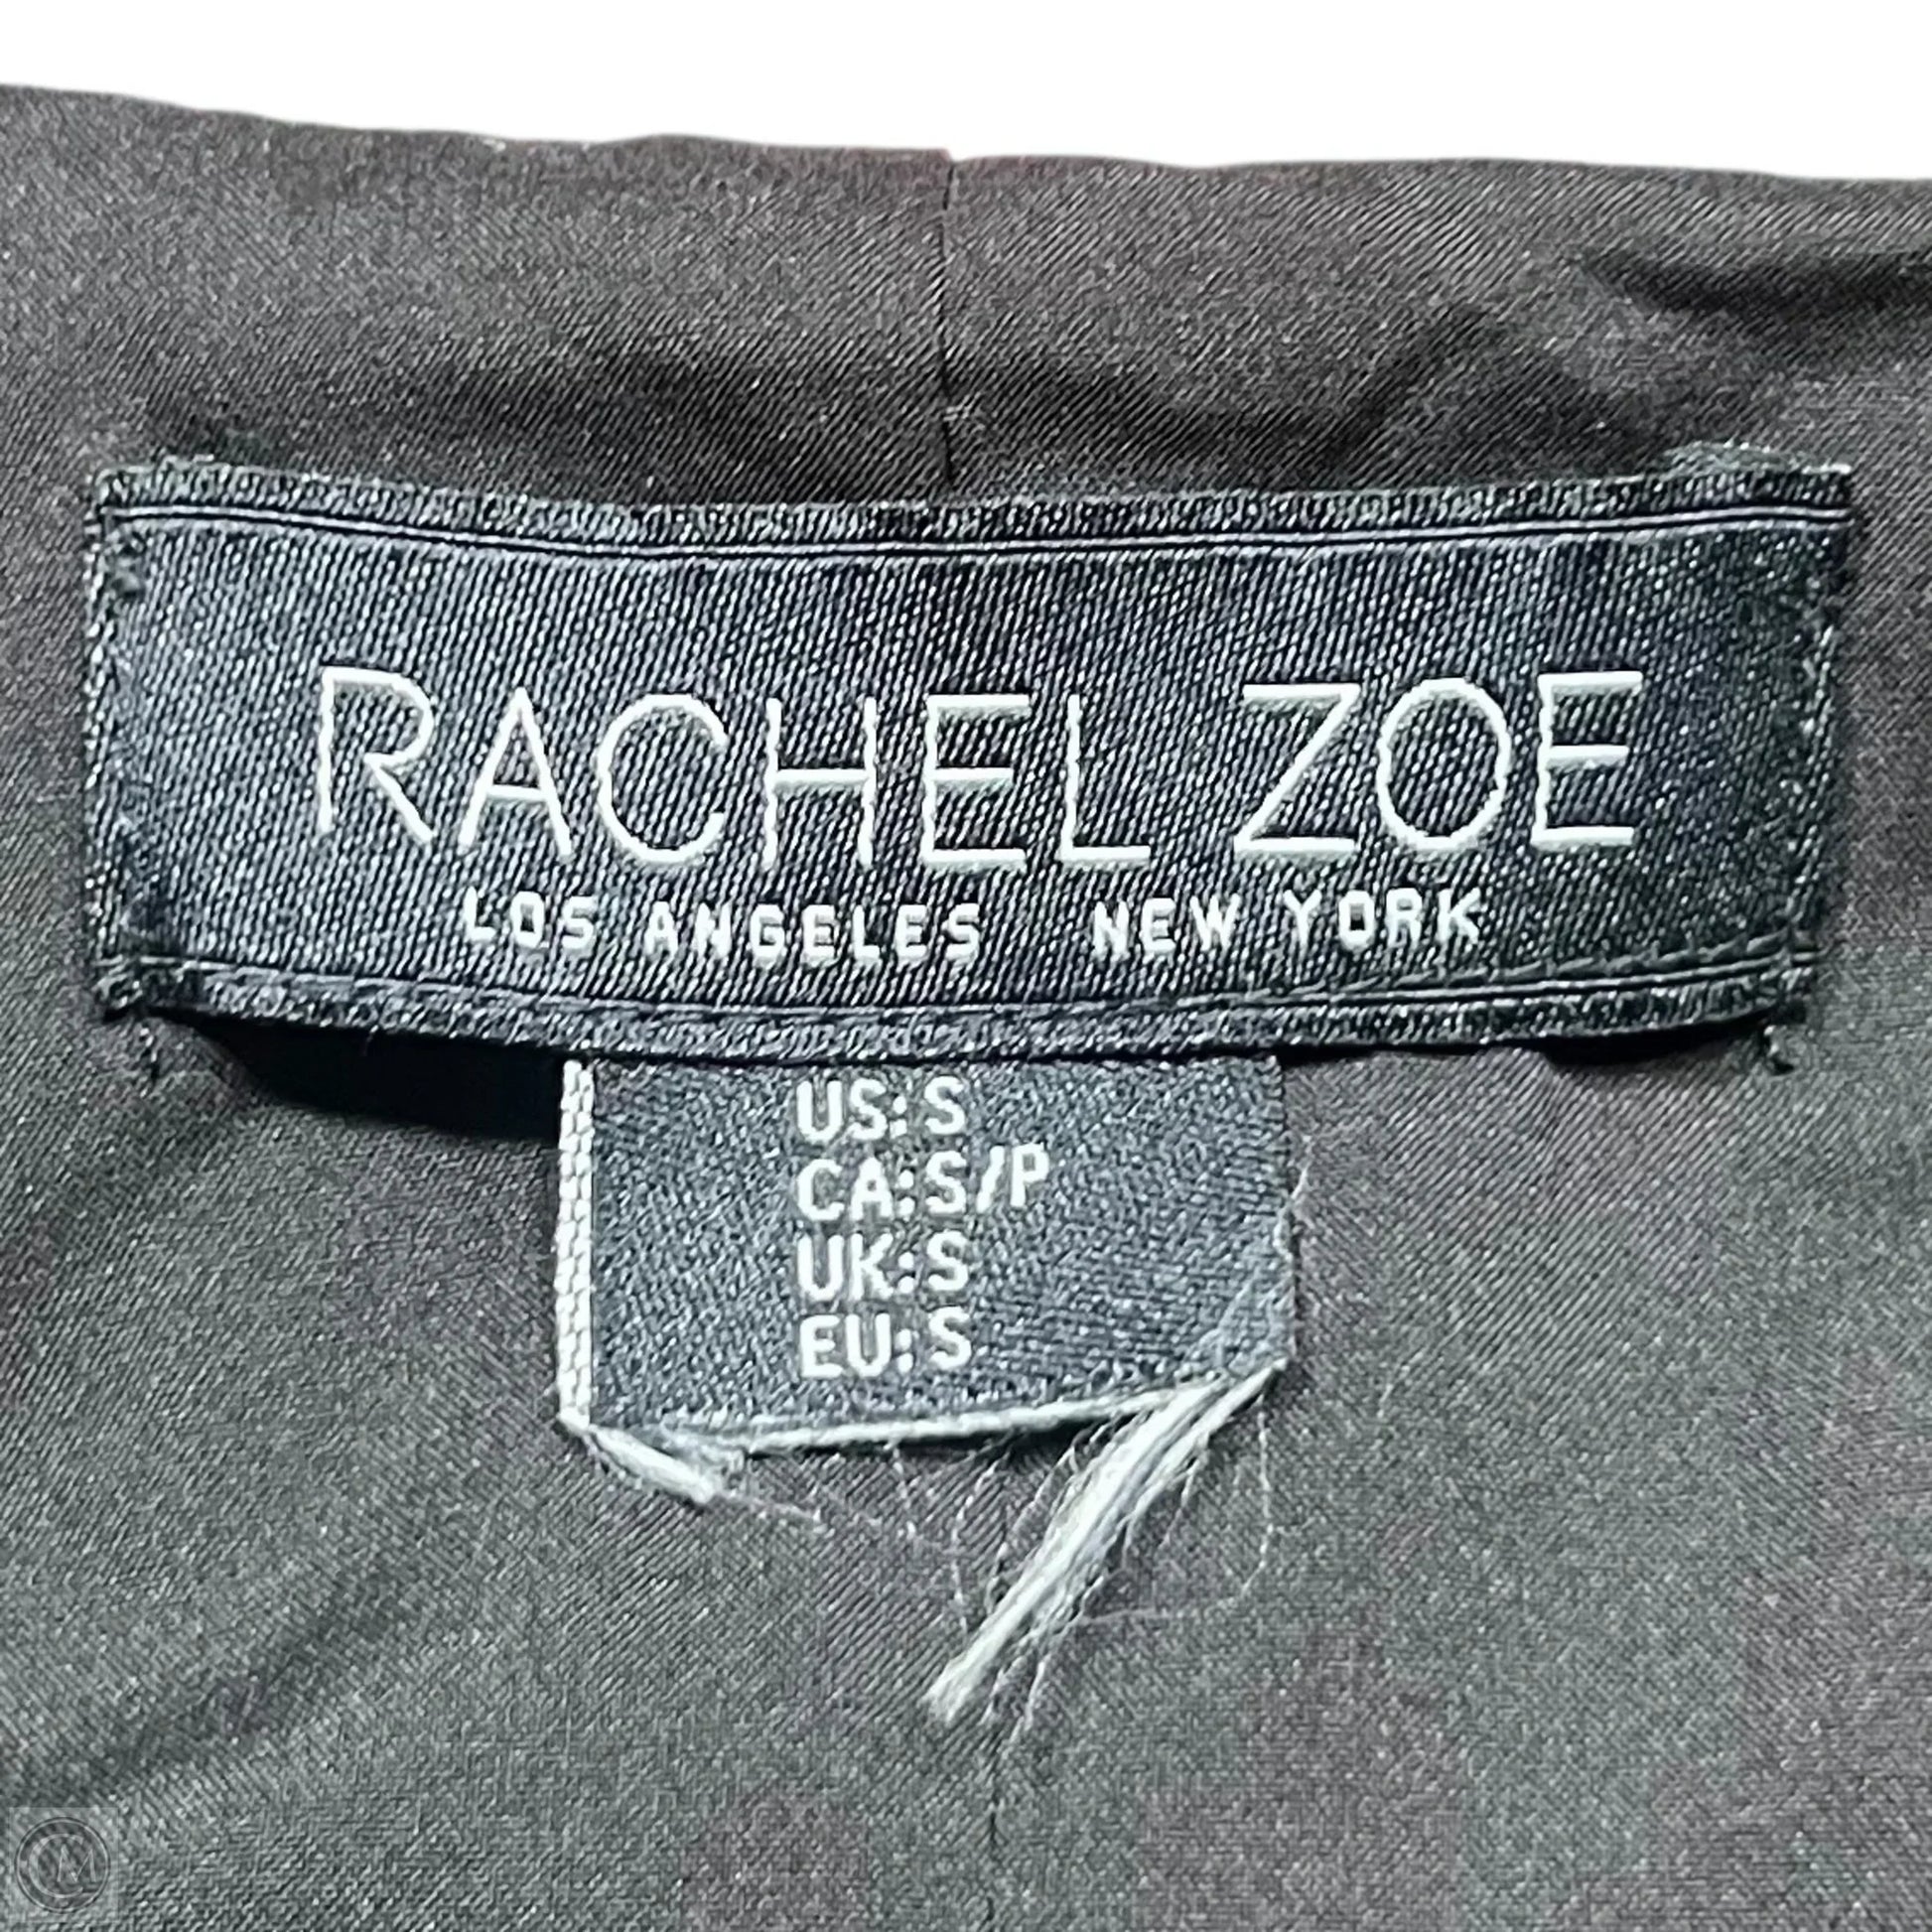 RACHEL ZOE
LOS ANGELES NEW YORK
US: S
CA: S/P
UK: S
EU: S